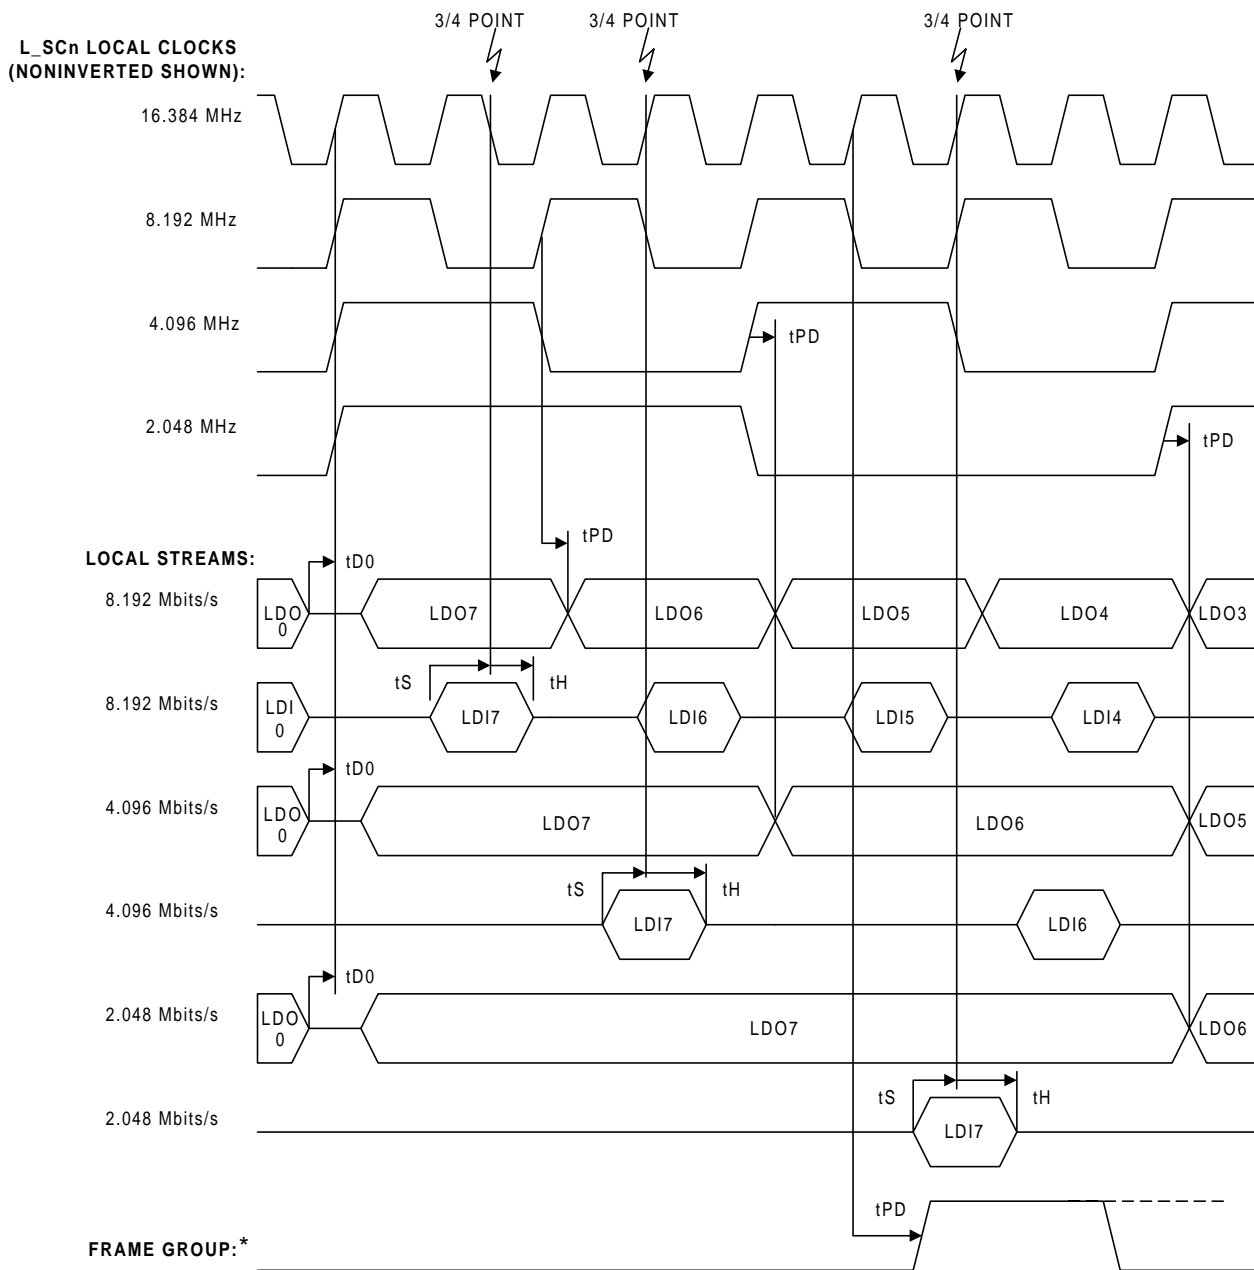 3/4 POINT 3/4 POINT 3/4 POINT
L_SCn LOCAL CLOCKS
(NONINVERTED SHOWN):
16.384 MHz
8.192 MHz
4.096 MHz
tPD
2.048 MHz
tPD
tPD
LOCAL STREAMS:
tD0
8.192 Mbits/s
LDO
0
LDO7
LDO6
LDO5
LDO4
LDO3
tS
tH
8.192 Mbits/s
LDI
0
LDI7
LDI6
LDI5
LDI4
tD0
4.096 Mbits/s
LDO
0
LDO7
LDO6
LDO5
tS
tH
4.096 Mbits/s
LDI7
LDI6
tD0
2.048 Mbits/s
LDO
0
LDO7
LDO6
tS
tH
2.048 Mbits/s
LDI7
tPD
FRAME GROUP:*